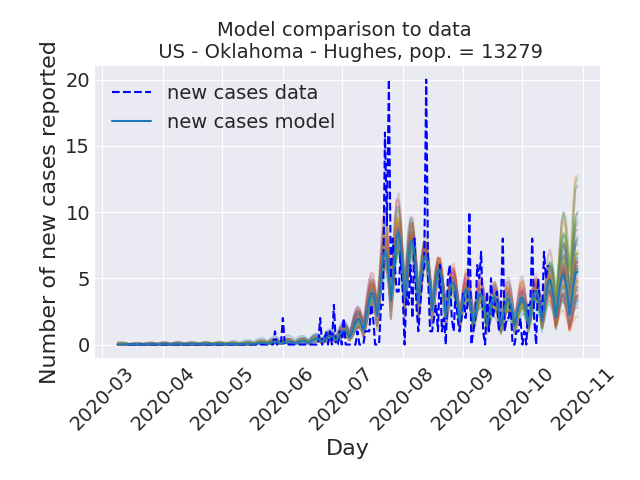 Model comparison to data
US - Oklahoma - Hughes, pop. = 13279
Number of new cases reported
20
15
10
5
0
new cases data
new cases model
2020-03
2020-04
2020-05
2020-06
2020-07
2020-08
2020-09
2020-10
2020-11
Day